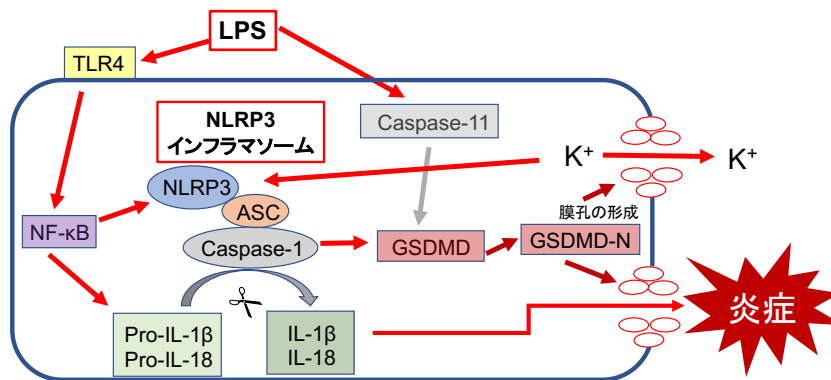 LPS
TLR4
NLRP3
インフラマソーム
Caspase-11
K+
K+
NLRP3
ASC
膜孔の形成
NF-κB
Caspase-1
GSDMD
GSDMD-N
炎症
Pro-IL-1β
Pro-IL-18
IL-1β
IL-18